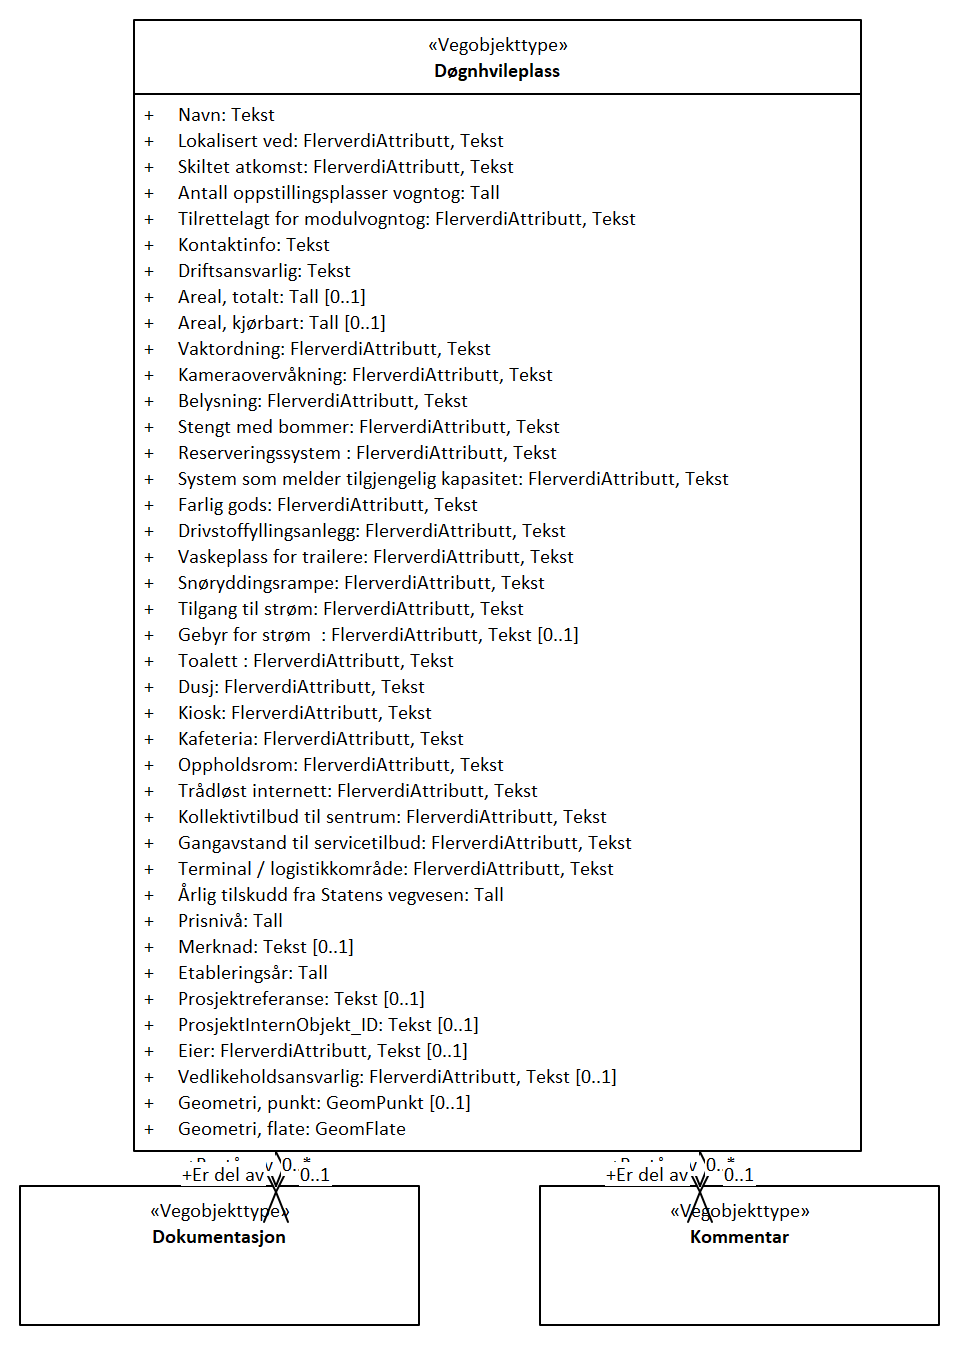 «Vegobjekttype»
Døgnhvileplass
+ Navn: Tekst
+ Lokalisert ved: FlerverdiAttributt, Tekst
+ Skiltet atkomst: FlerverdiAttributt, Tekst
+ Antall oppstillingsplasser vogntog: Tall
+ Tilrettelagt for modulvogntog: FlerverdiAttributt, Tekst
+ Kontaktinfo: Tekst
+ Driftsansvarlig: Tekst
+ Areal, totalt: Tall [0..1]
+ Areal, kjørbart: Tall [0..1]
+ Vaktordning: FlerverdiAttributt, Tekst
+ Kameraovervåkning: FlerverdiAttributt, Tekst
+ Belysning: FlerverdiAttributt, Tekst
+ Stengt med bommer: FlerverdiAttributt, Tekst
+ Reserveringssystem : FlerverdiAttributt, Tekst
+ System som melder tilgjengelig kapasitet: FlerverdiAttributt, Tekst
+ Farlig gods: FlerverdiAttributt, Tekst
+ Drivstoffyllingsanlegg: FlerverdiAttributt, Tekst
+ Vaskeplass for trailere: FlerverdiAttributt, Tekst
+ Snøryddingsrampe: FlerverdiAttributt, Tekst
+ Tilgang til strøm: FlerverdiAttributt, Tekst
+ Gebyr for strøm  : FlerverdiAttributt, Tekst [0..1]
+ Toalett : FlerverdiAttributt, Tekst
+ Dusj: FlerverdiAttributt, Tekst
+ Kiosk: FlerverdiAttributt, Tekst
+ Kafeteria: FlerverdiAttributt, Tekst
+ Oppholdsrom: FlerverdiAttributt, Tekst
+ Trådløst internett: FlerverdiAttributt, Tekst
+ Kollektivtilbud til sentrum: FlerverdiAttributt, Tekst
+ Gangavstand til servicetilbud: FlerverdiAttributt, Tekst
+ Terminal / logistikkområde: FlerverdiAttributt, Tekst
+ Årlig tilskudd fra Statens vegvesen: Tall
+ Prisnivå: Tall
+ Merknad: Tekst [0..1]
+ Etableringsår: Tall
+ Prosjektreferanse: Tekst [0..1]
+ ProsjektInternObjekt_ID: Tekst [0..1]
+ Eier: FlerverdiAttributt, Tekst [0..1]
+ Vedlikeholdsansvarlig: FlerverdiAttributt, Tekst [0..1]
+ Geometri, punkt: GeomPunkt [0..1]
+ Geometri, flate: GeomFlate
+Er del av 0..1
+Er del av 0..1
«Vegobjekttype»
Dokumentasjon
«Vegobjekttype»
Kommentar